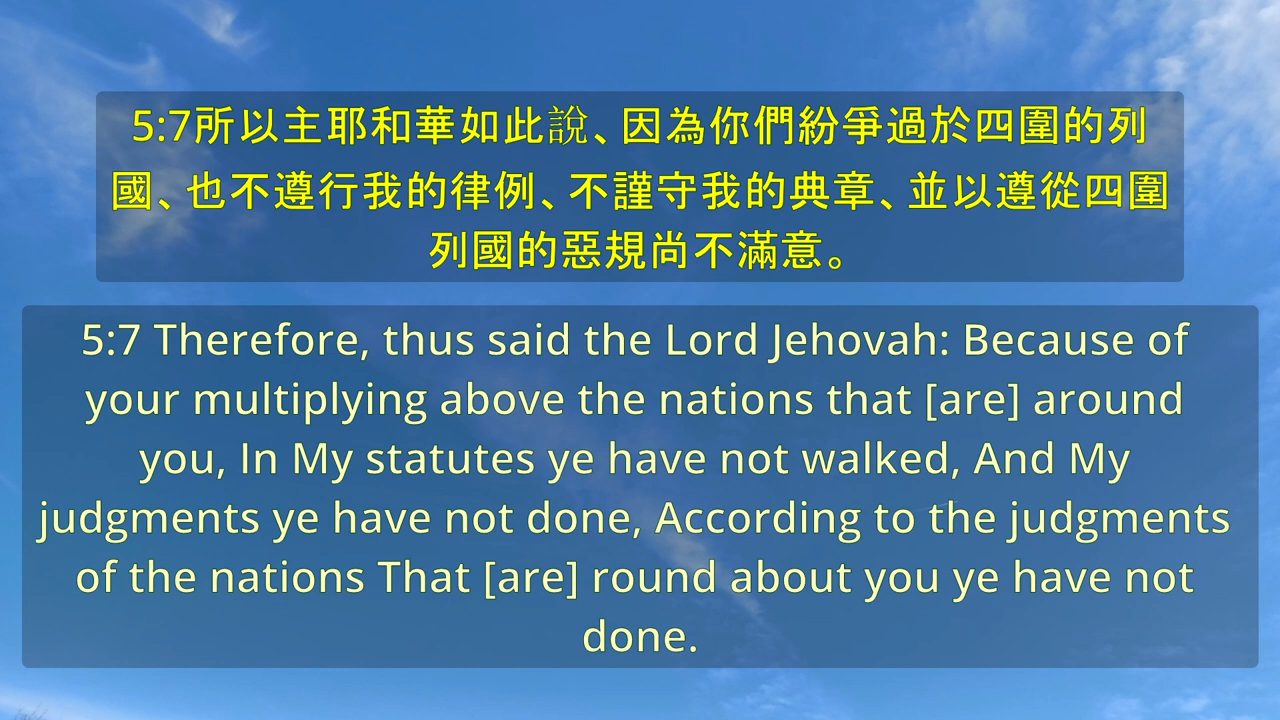 5:7所以主耶和華如此說、因為你們紛爭過於四圍的列
國、也不遵行我的律例、不謹守我的典章、並以遵從四圍
列國的惡規尚不滿意。
5:7 Therefore, thus said the Lord Jehovah: Because of
your multiplying above the nations that [are] around
you, In My statutes ye have not walked, And My
judgments ye have not done, According to the judgments
of the nations That [are] round about you ye have not
done.